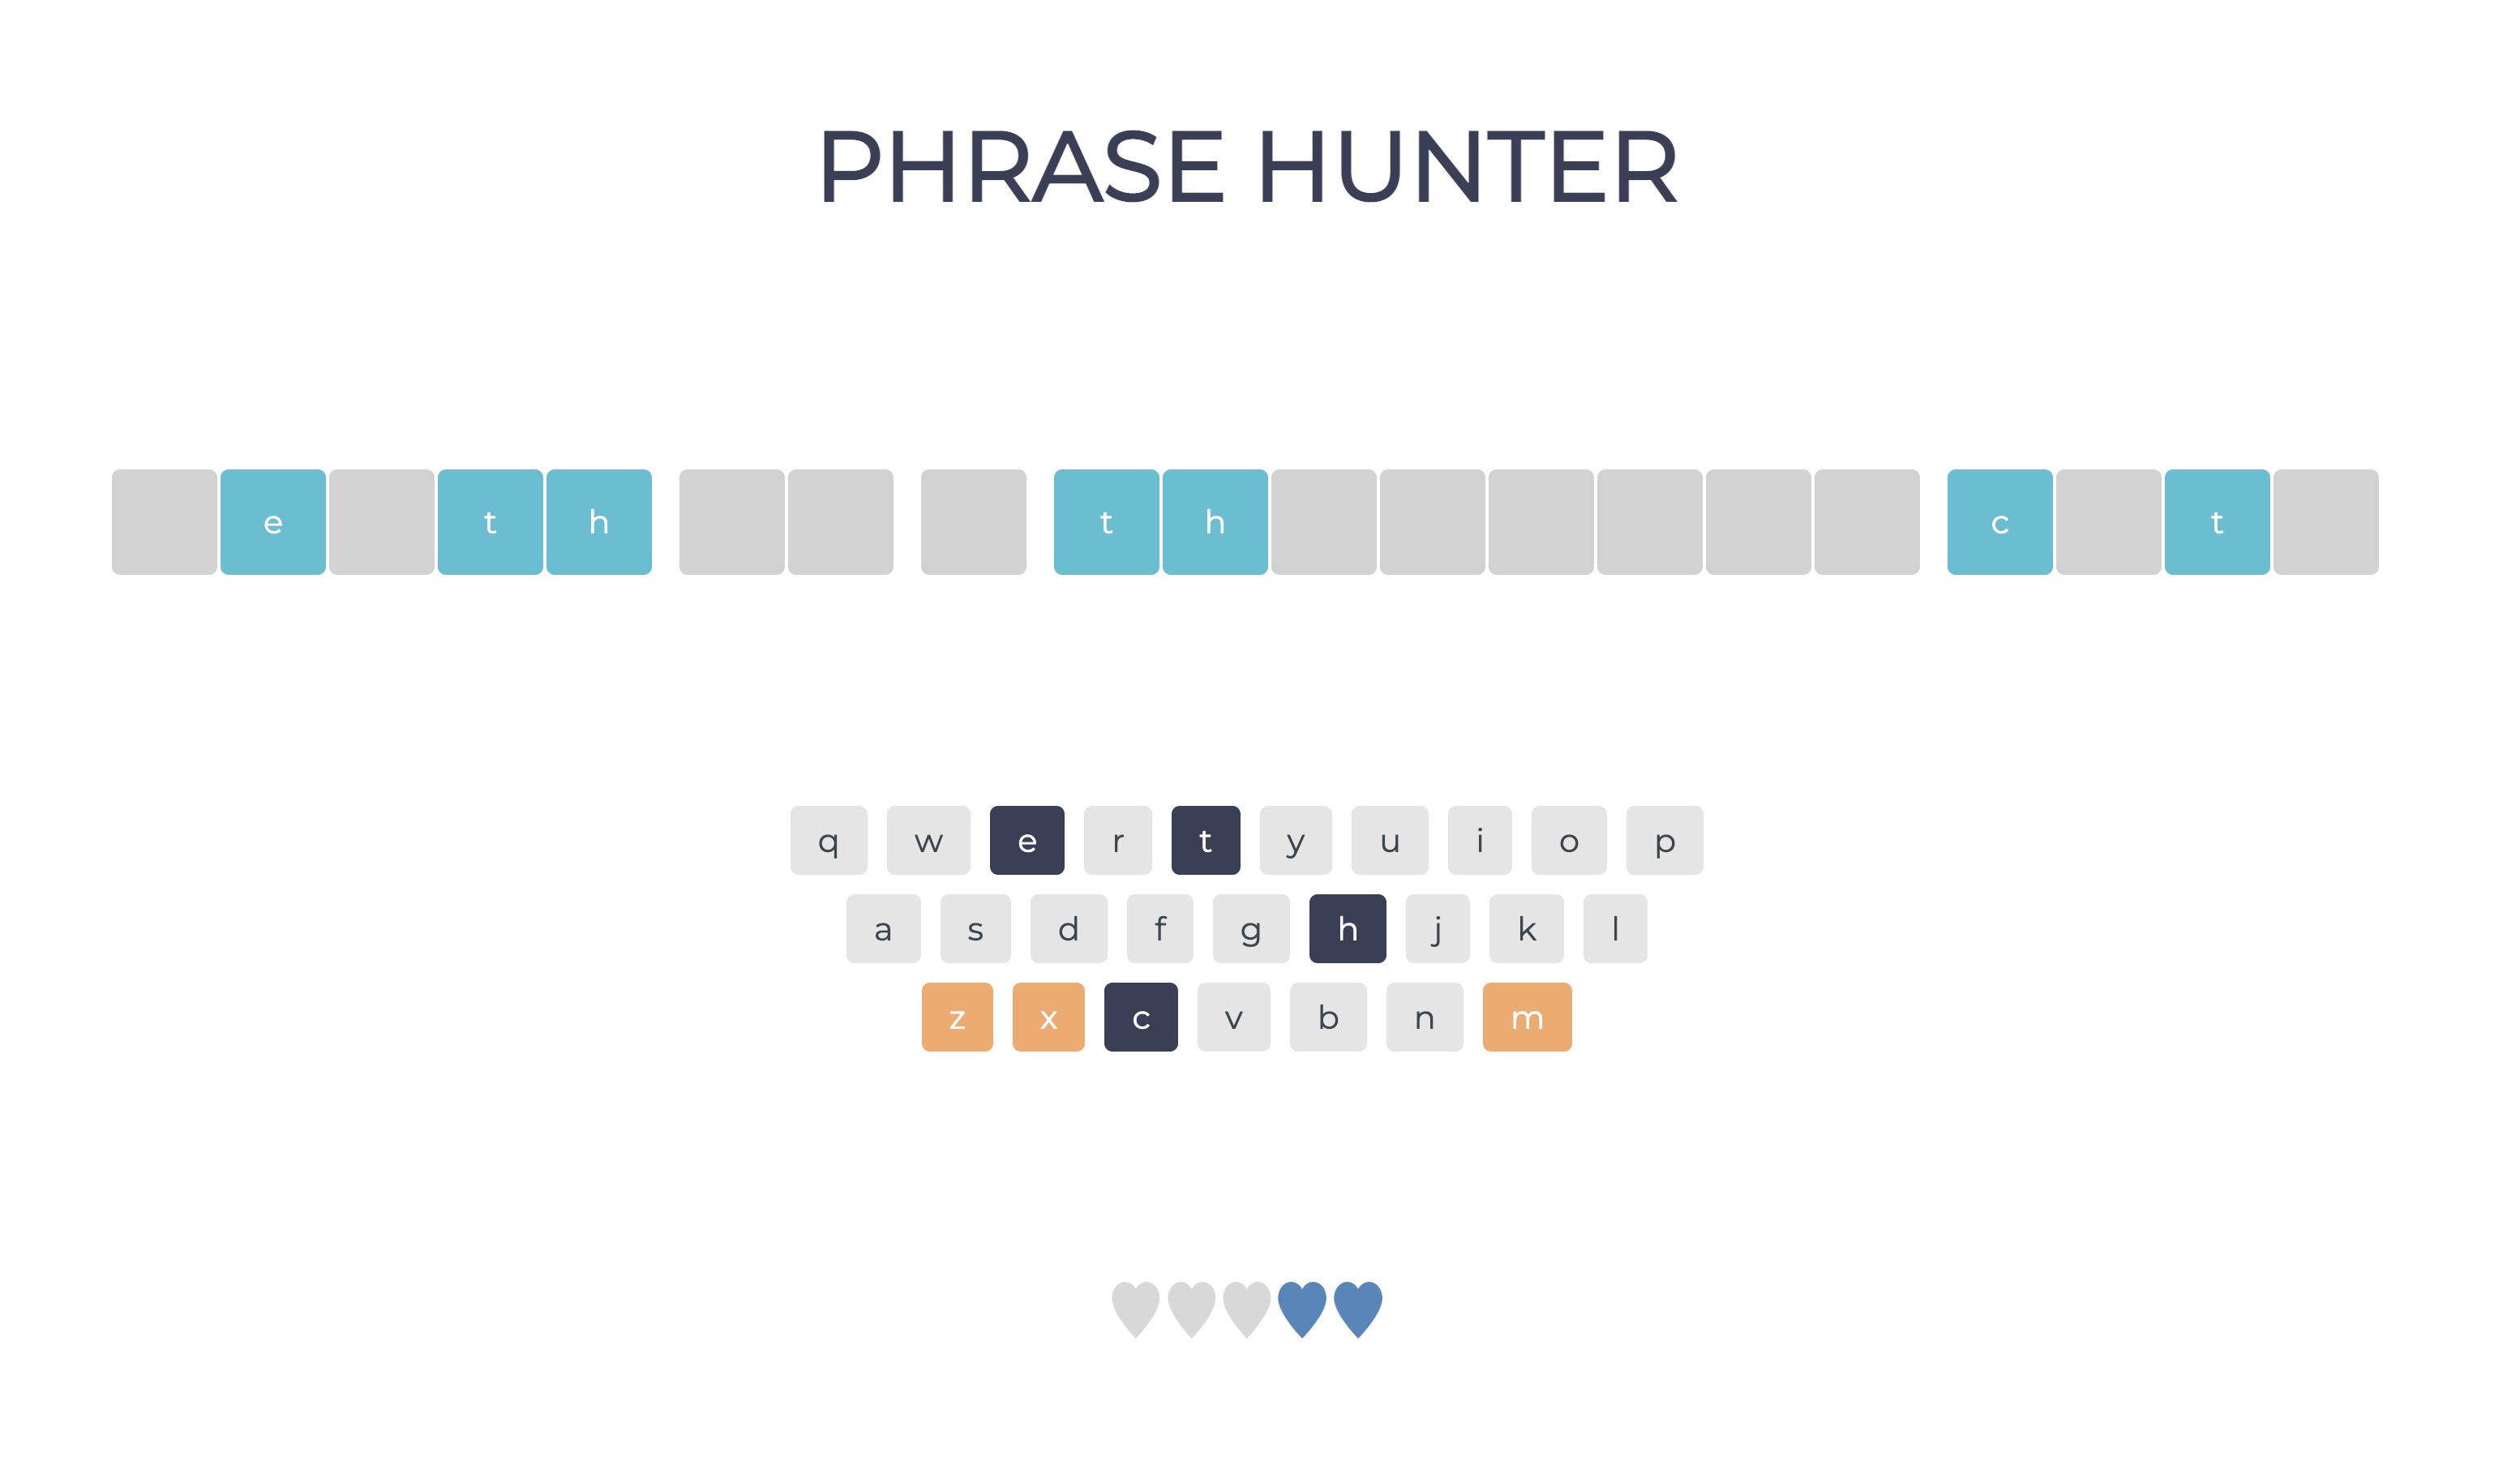 PHRASE HUNTER
e t h t h c t
q w e r t y u i o p
a s d f g h j k l
z x c v b n m